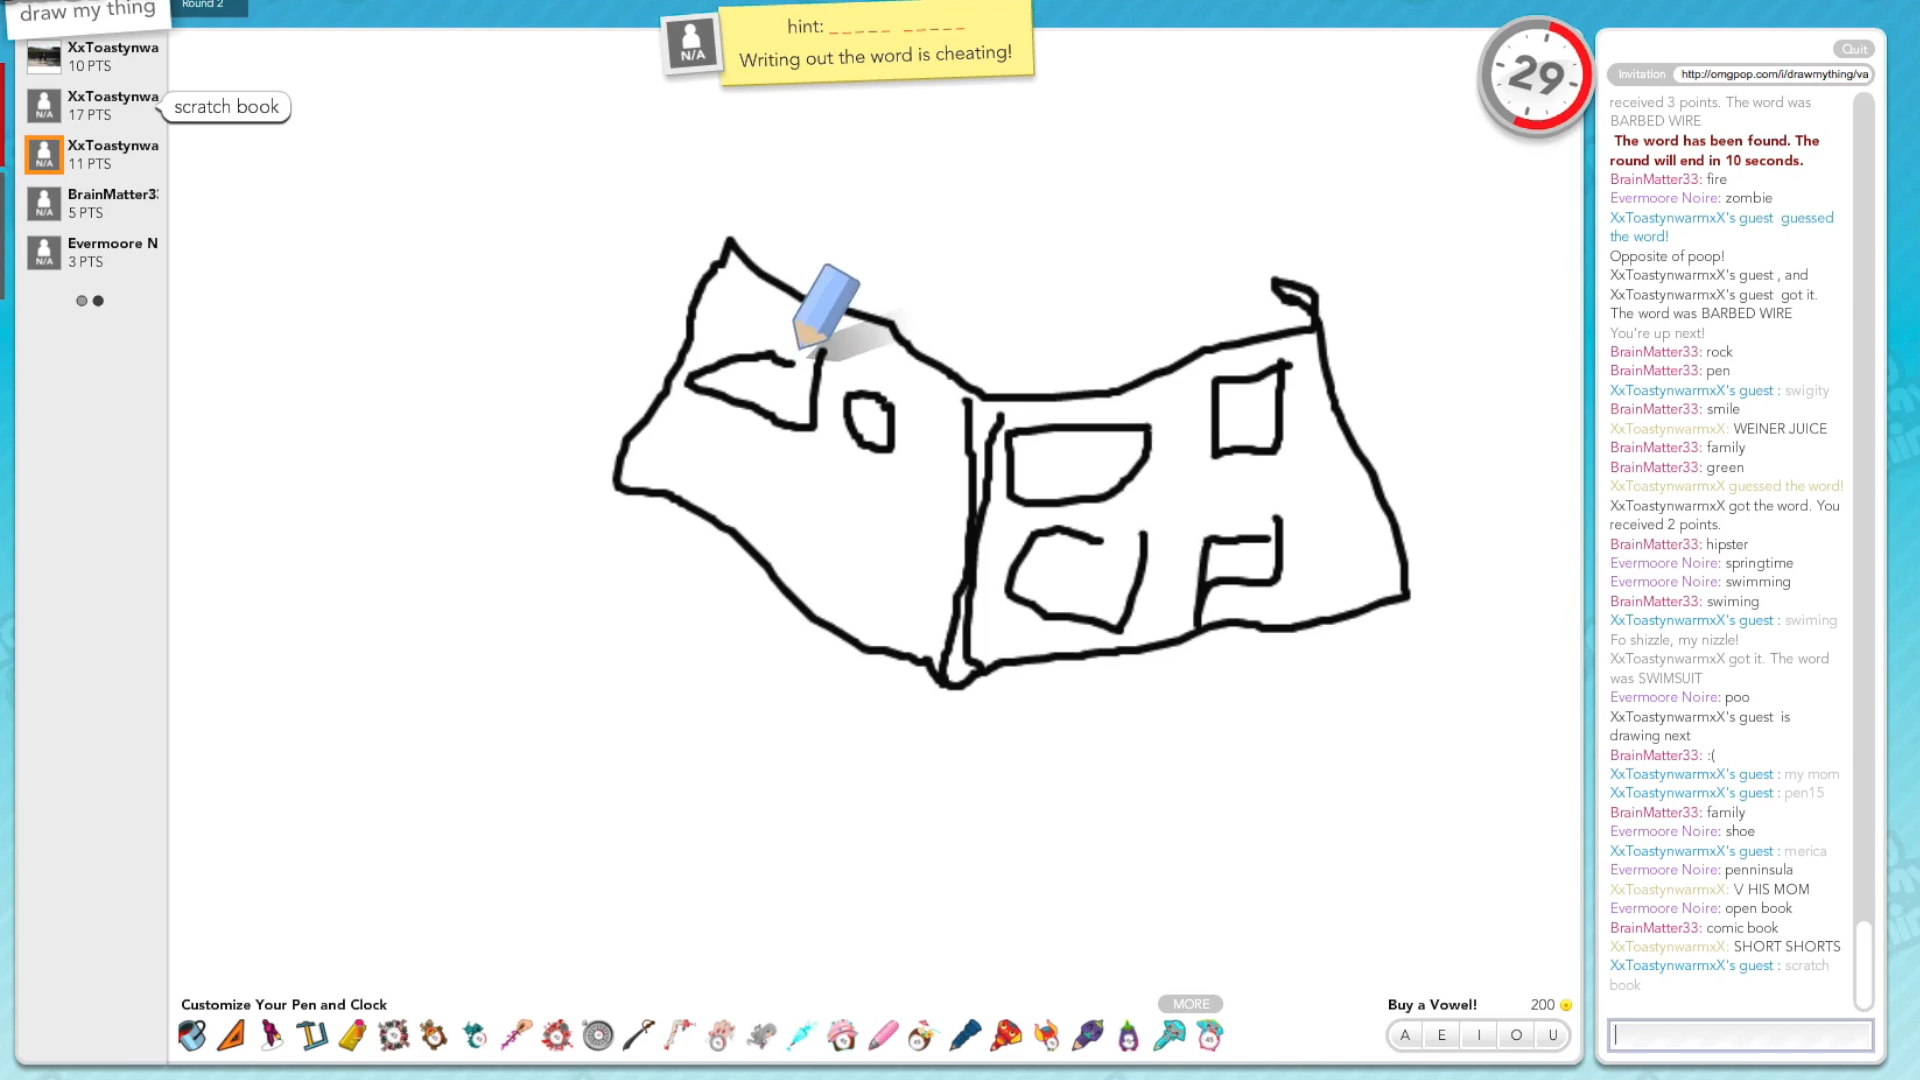 draw my thing
Round 2
hint: _____ _____
Writing out the word is cheating!
N/A
29
XxToastynwa
10 PTS
XxToastynwa
17 PTS
N/A
scratch book
XxToastynwa
11 PTS
N/A
BrainMatter3
5 PTS
N/A
Evermoore N
3 PTS
N/A
Quit
Invitation http://omgpop.com/i/drawmything/va
received 3 points. The word was
BARBED WIRE
The word has been found. The
round will end in 10 seconds.
BrainMatter33: fire
Evermoore Noire: zombie
XxToastynwarmxX's guest guessed
the word!
Opposite of poop!
XxToastynwarmxX's guest , and
XxToastynwarmxX's guest got it.
The word was BARBED WIRE
You're up next!
BrainMatter33: rock
BrainMatter33: pen
XxToastynwarmxX's guest : swigity
BrainMatter33: smile
XxToastynwarmxX: WEINER JUICE
BrainMatter33: family
BrainMatter33: green
XxToastynwarmxX guessed the word!
XxToastynwarmxX got the word. You
received 2 points.
BrainMatter33: hipster
Evermoore Noire: springtime
Evermoore Noire: swimming
BrainMatter33: swiming
XxToastynwarmxX's guest : swiming
Fo shizzle, my nizzle!
XxToastynwarmxX got it. The word
was SWIMSUIT
Evermoore Noire: poo
XxToastynwarmxX's guest is
drawing next
BrainMatter33: :(
XxToastynwarmxX's guest : my mom
XxToastynwarmxX's guest : pen15
BrainMatter33: family
Evermoore Noire: shoe
XxToastynwarmxX's guest : merica
Evermoore Noire: penninsula
XxToastynwarmxX: \/ HIS MOM
Evermoore Noire: open book
BrainMatter33: comic book
XxToastynwarmxX: SHORT SHORTS
XxToastynwarmxX's guest : scratch
book
Customize Your Pen and Clock
MORE
Buy a Vowel! 200
A E I O U